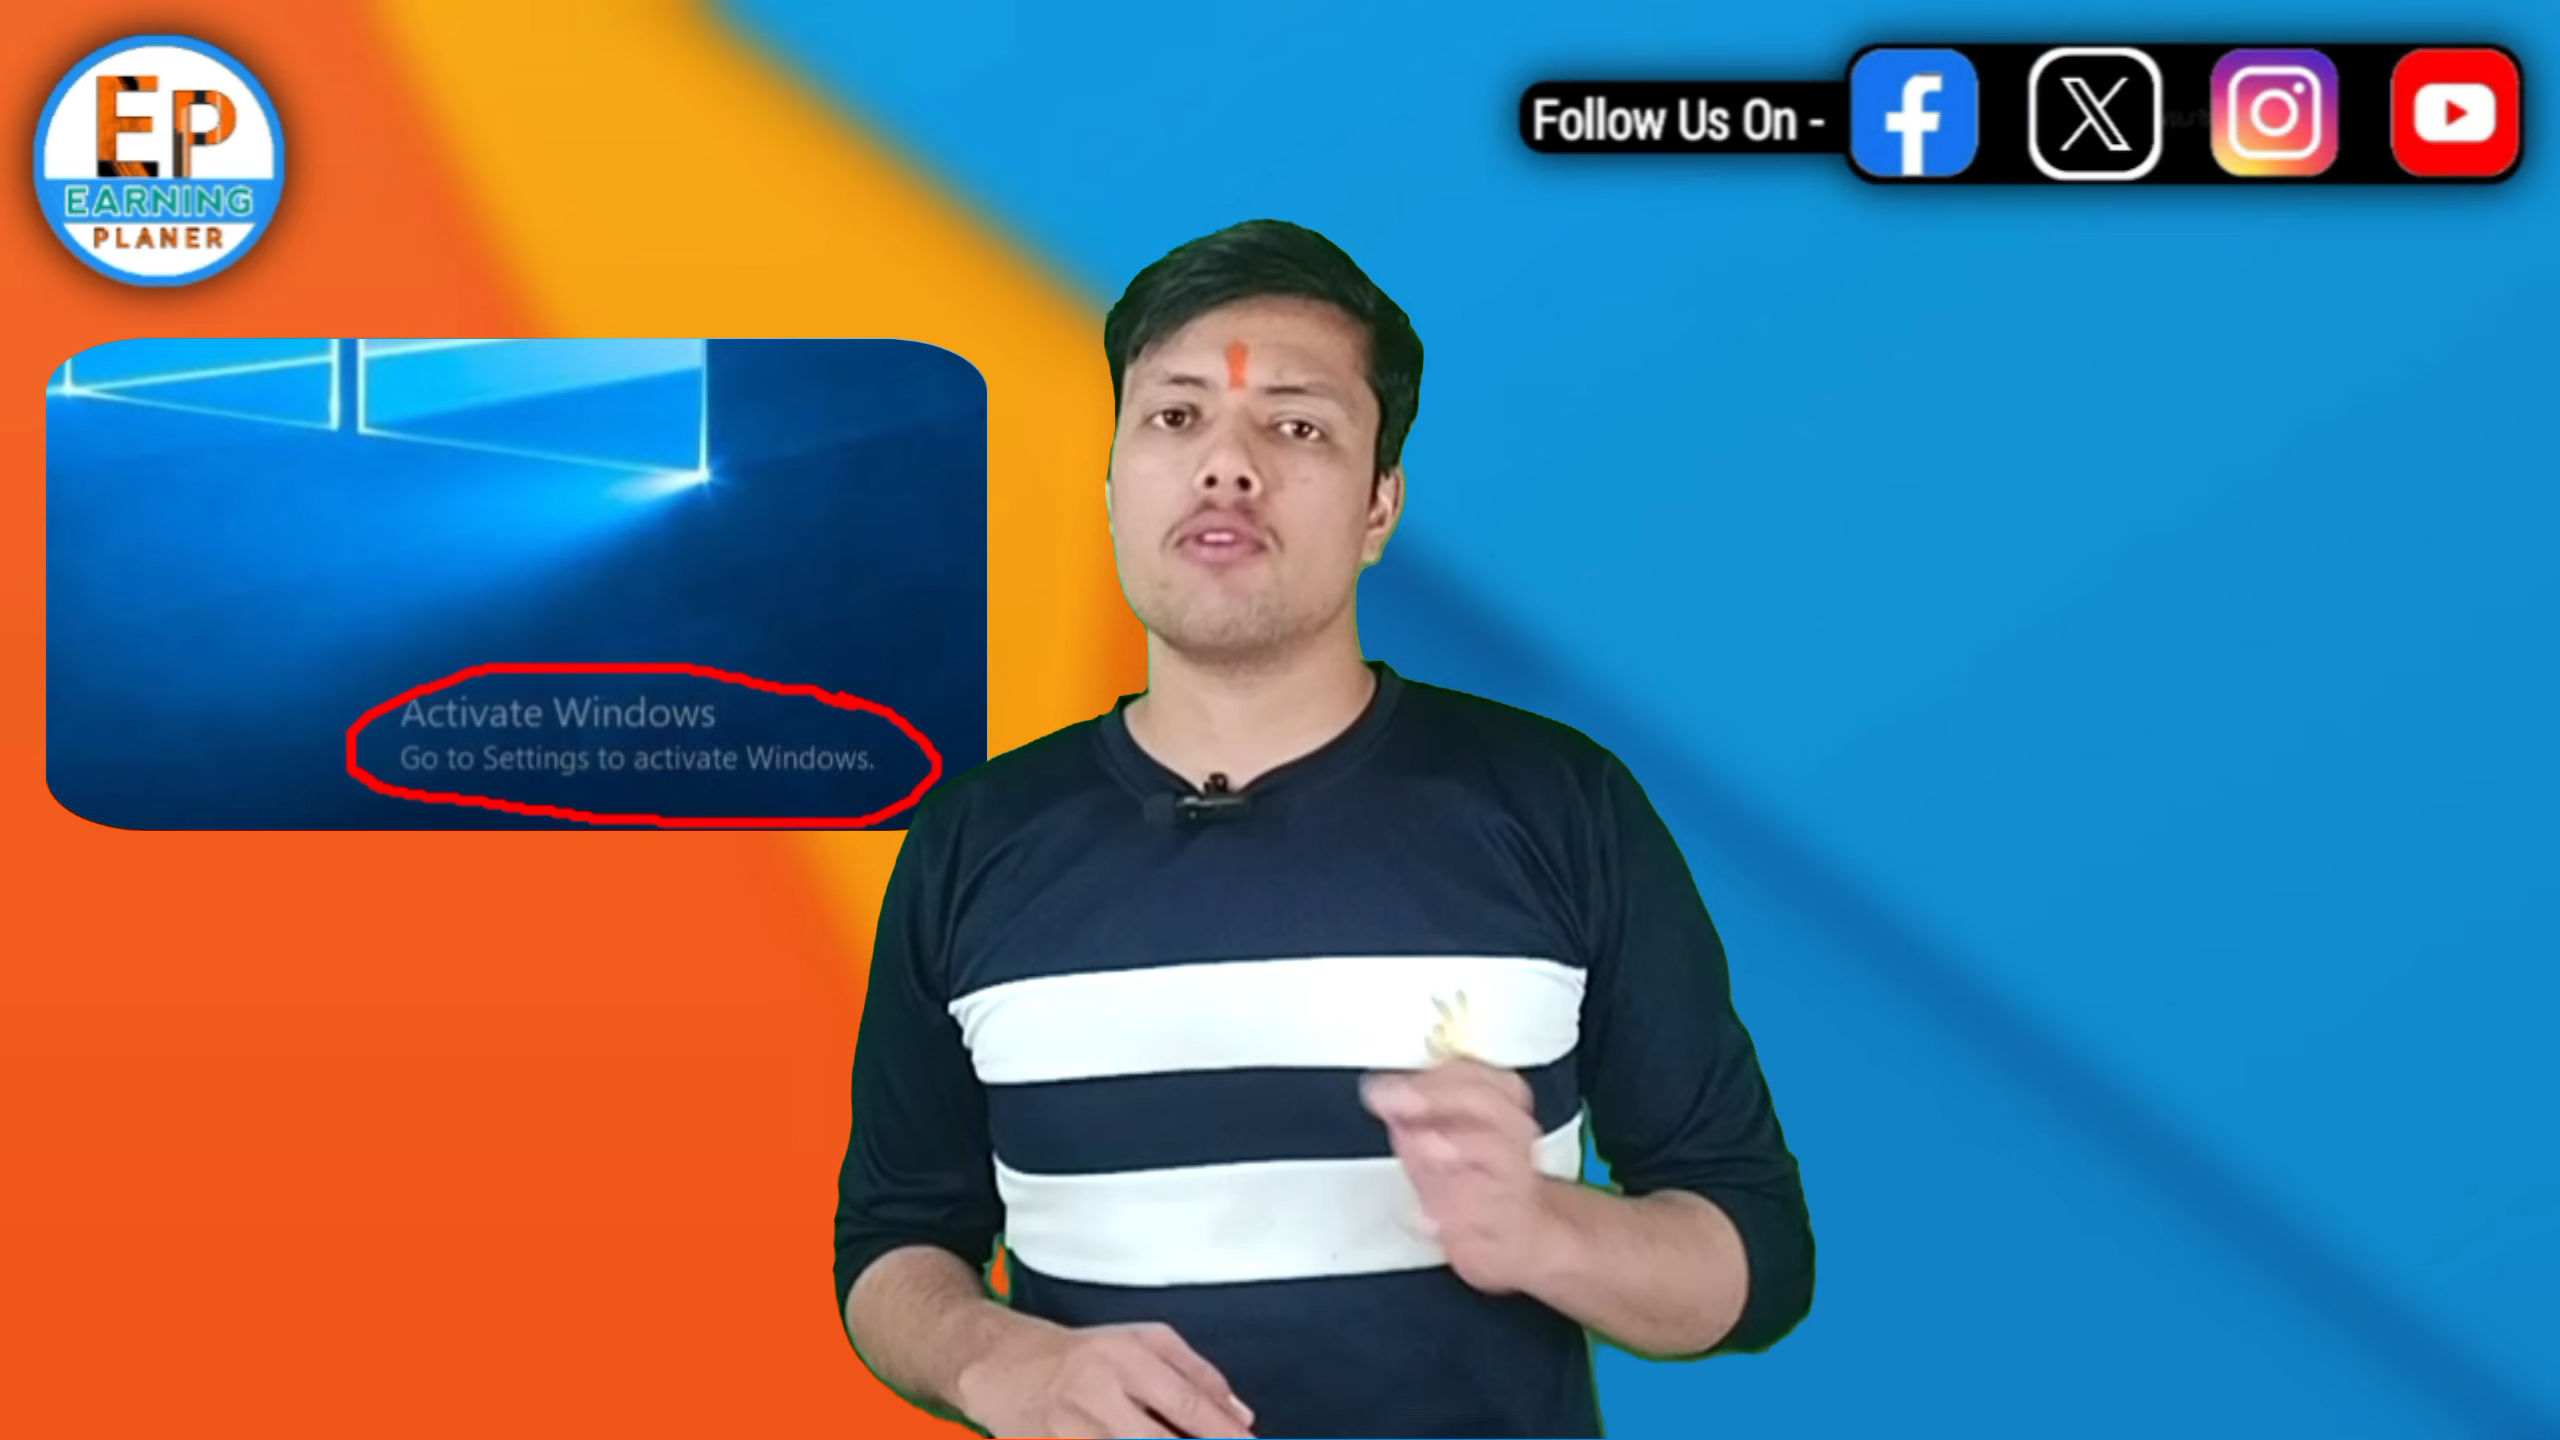 EP
EARNING
PLANER
Follow Us On -
Activate Windows
Go to Settings to activate Windows.